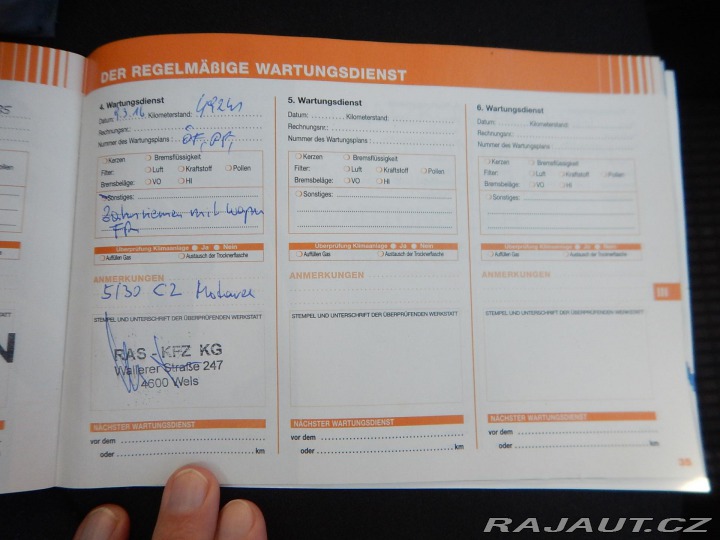 DER REGELMÄßIGE WARTUNGSDIENST
4. Wartungsdienst
Datum: 9.3.16 Kilometerstand: 49241
Rechnungsnr.:
Nummer des Wartungsplans: ÖF, PF,
Kerzen Bremsflüssigkeit
Filter: Luft Kraftstoff Pollen
Bremsbeläge: VO HI
Sonstiges:
Zahnriemen mit
Überprüfung Klimaanlage Ja Nein
Auffüllen Gas Austausch der Trocknerflasche
ANMERKUNGEN
5/30 C2
STEMPEL UND UNTERSCHRIFT DER ÜBERPRÜFENDEN WERKSTATT
RAS - KFZ KG
Wallerer Straße 247
4600 Wels
NÄCHSTER WARTUNGSDIENST
vor dem
oder km
5. Wartungsdienst
Datum: Kilometerstand:
Rechnungsnr.:
Nummer des Wartungsplans:
Kerzen Bremsflüssigkeit
Filter: Luft Kraftstoff Pollen
Bremsbeläge: VO HI
Sonstiges:
Überprüfung Klimaanlage Ja Nein
Auffüllen Gas Austausch der Trocknerflasche
ANMERKUNGEN
STEMPEL UND UNTERSCHRIFT DER ÜBERPRÜFENDEN WERKSTATT
NÄCHSTER WARTUNGSDIENST
vor dem
oder km
6. Wartungsdienst
Datum: Kilometerstand:
Rechnungsnr.:
Nummer des Wartungsplans:
Kerzen Bremsflüssigkeit
Filter: Luft Kraftstoff Pollen
Bremsbeläge: VO HI
Sonstiges:
Überprüfung Klimaanlage Ja Nein
Auffüllen Gas Austausch der Trocknerflasche
ANMERKUNGEN
STEMPEL UND UNTERSCHRIFT DER ÜBERPRÜFENDEN WERKSTATT
NÄCHSTER WARTUNGSDIENST
vor dem
oder km
III
35
RAJAUT.CZ